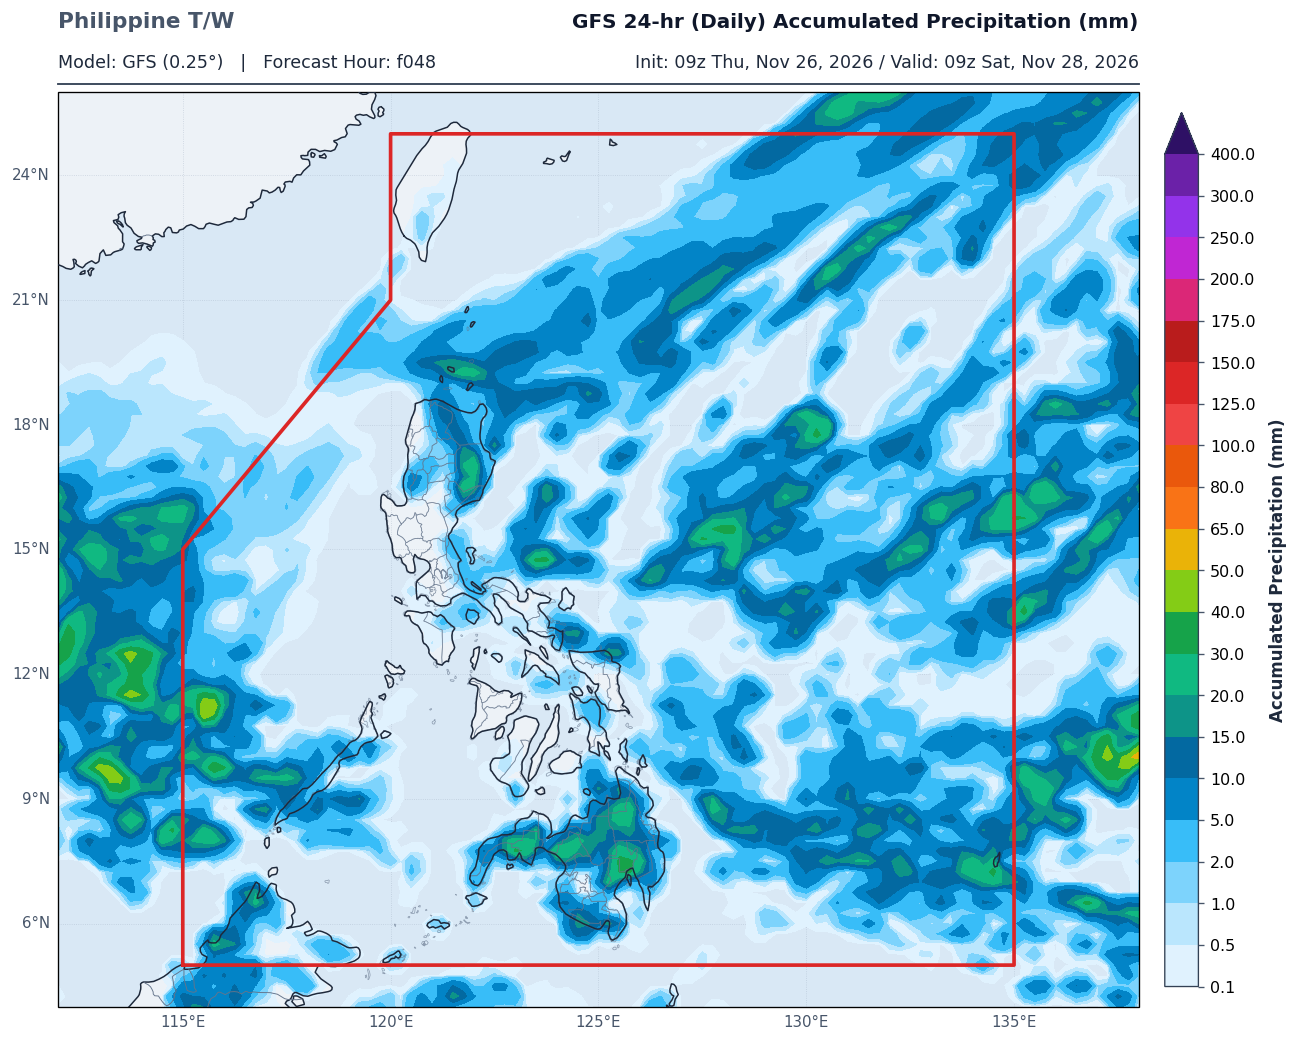 Philippine T/W
GFS 24-hr (Daily) Accumulated Precipitation (mm)
Model: GFS (0.25°)   |   Forecast Hour: f048
Init: 09z Thu, Nov 26, 2026 / Valid: 09z Sat, Nov 28, 2026
24°N
21°N
18°N
15°N
12°N
9°N
6°N
115°E
120°E
125°E
130°E
135°E
400.0
300.0
250.0
200.0
175.0
150.0
125.0
100.0
80.0
65.0
50.0
40.0
30.0
20.0
15.0
10.0
5.0
2.0
1.0
0.5
0.1
Accumulated Precipitation (mm)